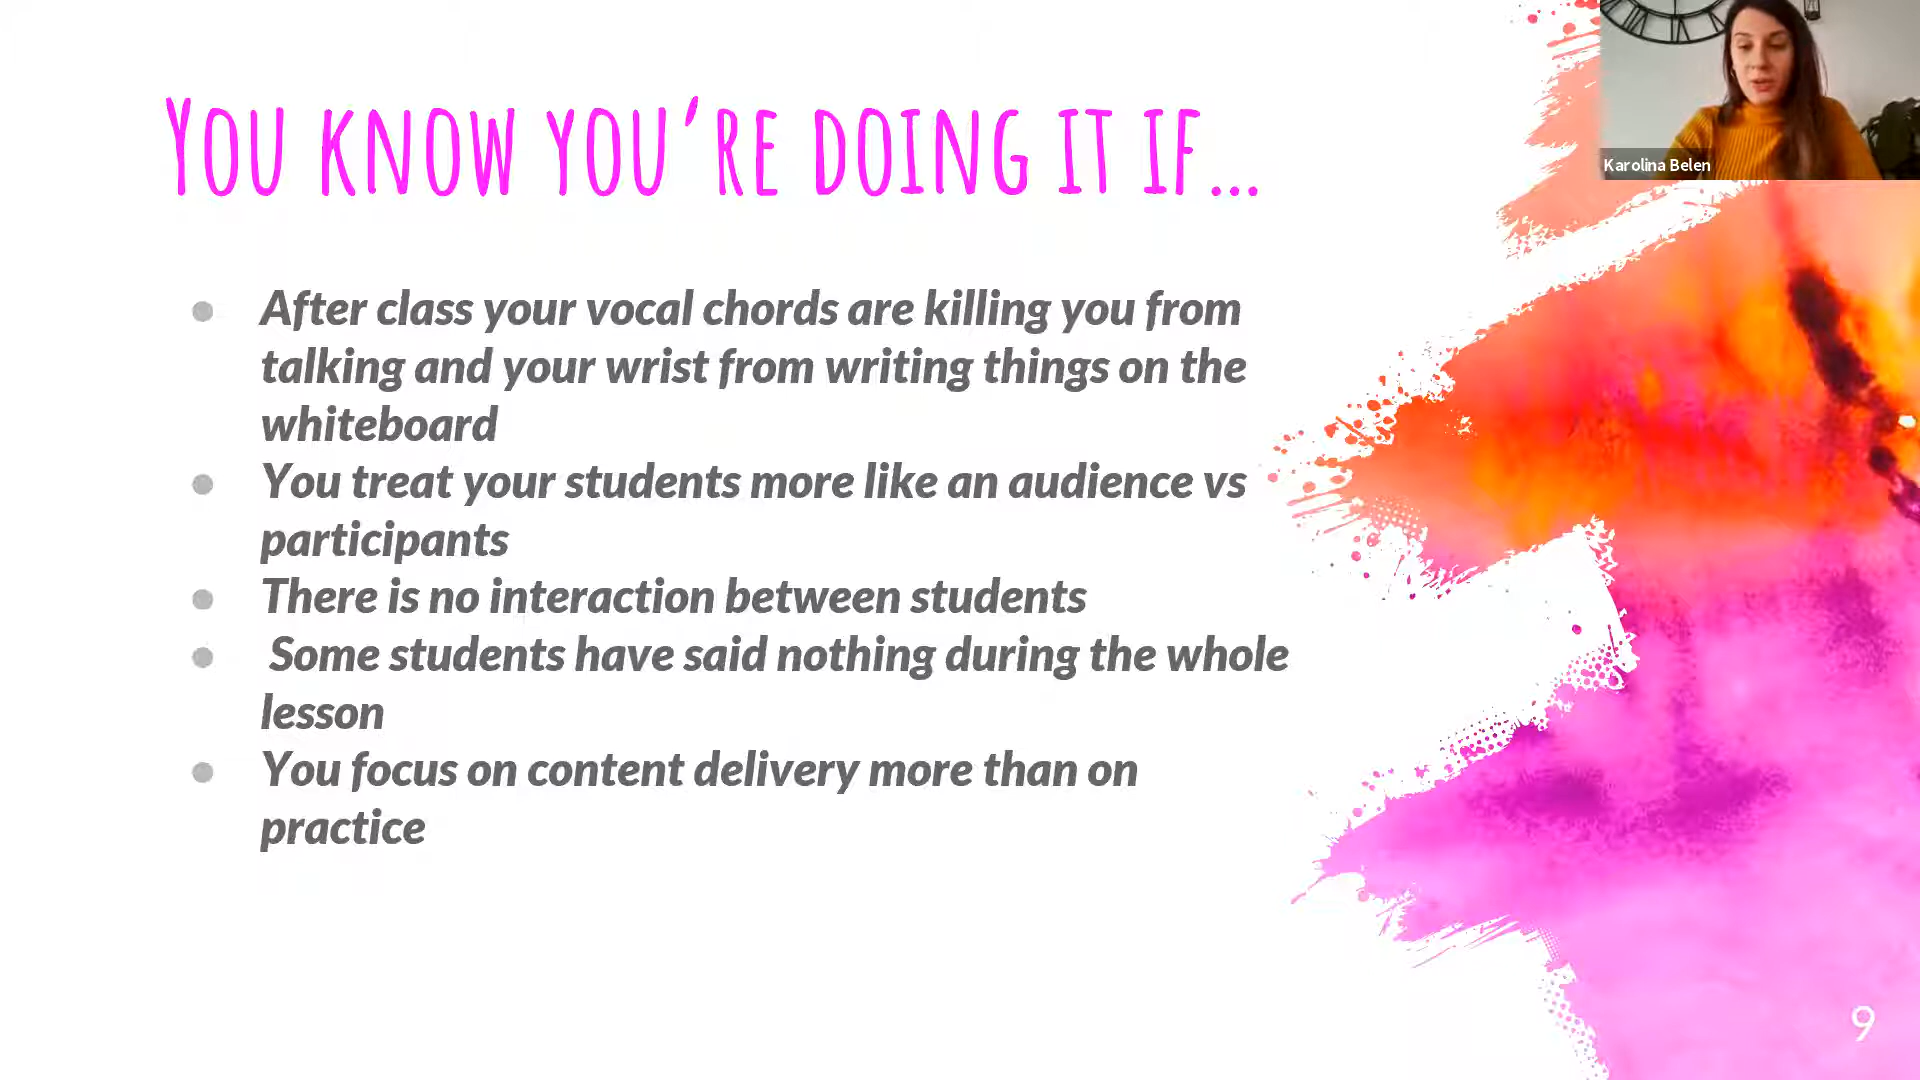 YOU KNOW YOU'RE DOING IT IF...
Karolina Belen
After class your vocal chords are killing you from
talking and your wrist from writing things on the
whiteboard
You treat your students more like an audience vs
participants
There is no interaction between students
Some students have said nothing during the whole
lesson
You focus on content delivery more than on
practice
9